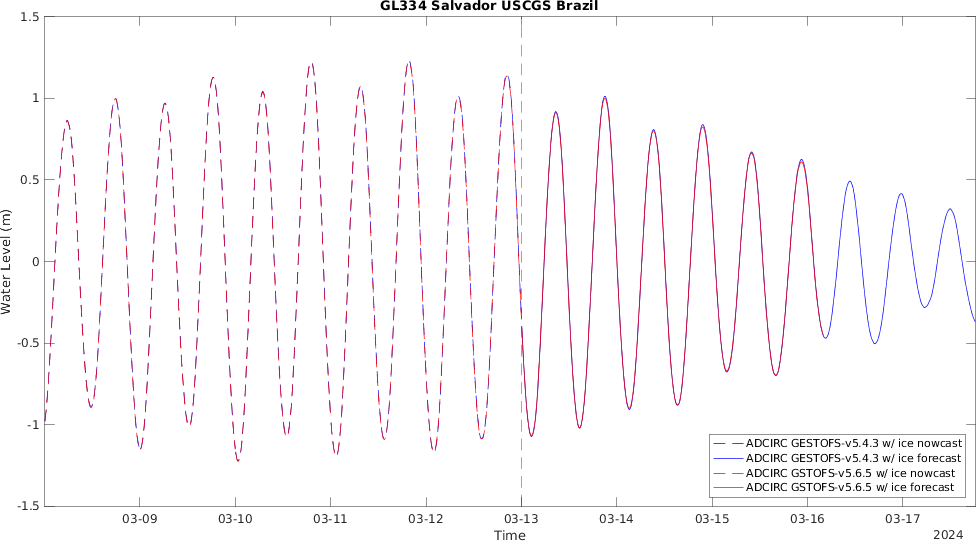 GL334 Salvador USCGS Brazil
1.5
1
0.5
0
-0.5
-1
-1.5
Water Level (m)
ADCIRC GESTOFS-v5.4.3 w/ ice nowcast
ADCIRC GESTOFS-v5.4.3 w/ ice forecast
ADCIRC GSTOFS-v5.6.5 w/ ice nowcast
ADCIRC GSTOFS-v5.6.5 w/ ice forecast
03-09 03-10 03-11 03-12 03-13 03-14 03-15 03-16 03-17
Time
2024